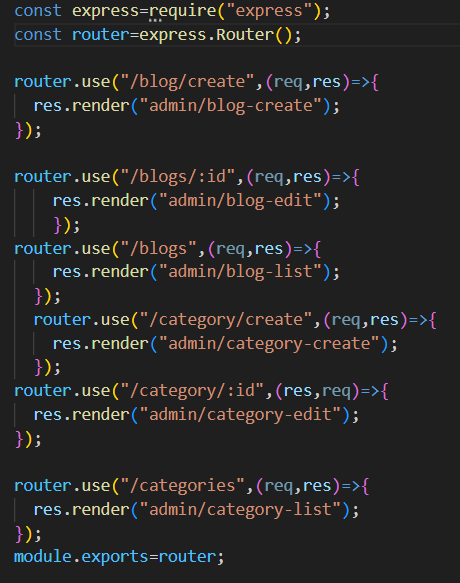 const express=require("express");
const router=express.Router();
router.use("/blog/create",(req,res)=>{
res.render("admin/blog-create");
});
router.use("/blogs/:id",(req,res)=>{
res.render("admin/blog-edit");
});
router.use("/blogs",(req,res)=>{
res.render("admin/blog-list");
});
router.use("/category/create",(req,res)=>{
res.render("admin/category-create");
});
router.use("/category/:id",(res,req)=>{
res.render("admin/category-edit");
});
router.use("/categories",(req,res)=>{
res.render("admin/category-list");
});
module.exports=router;